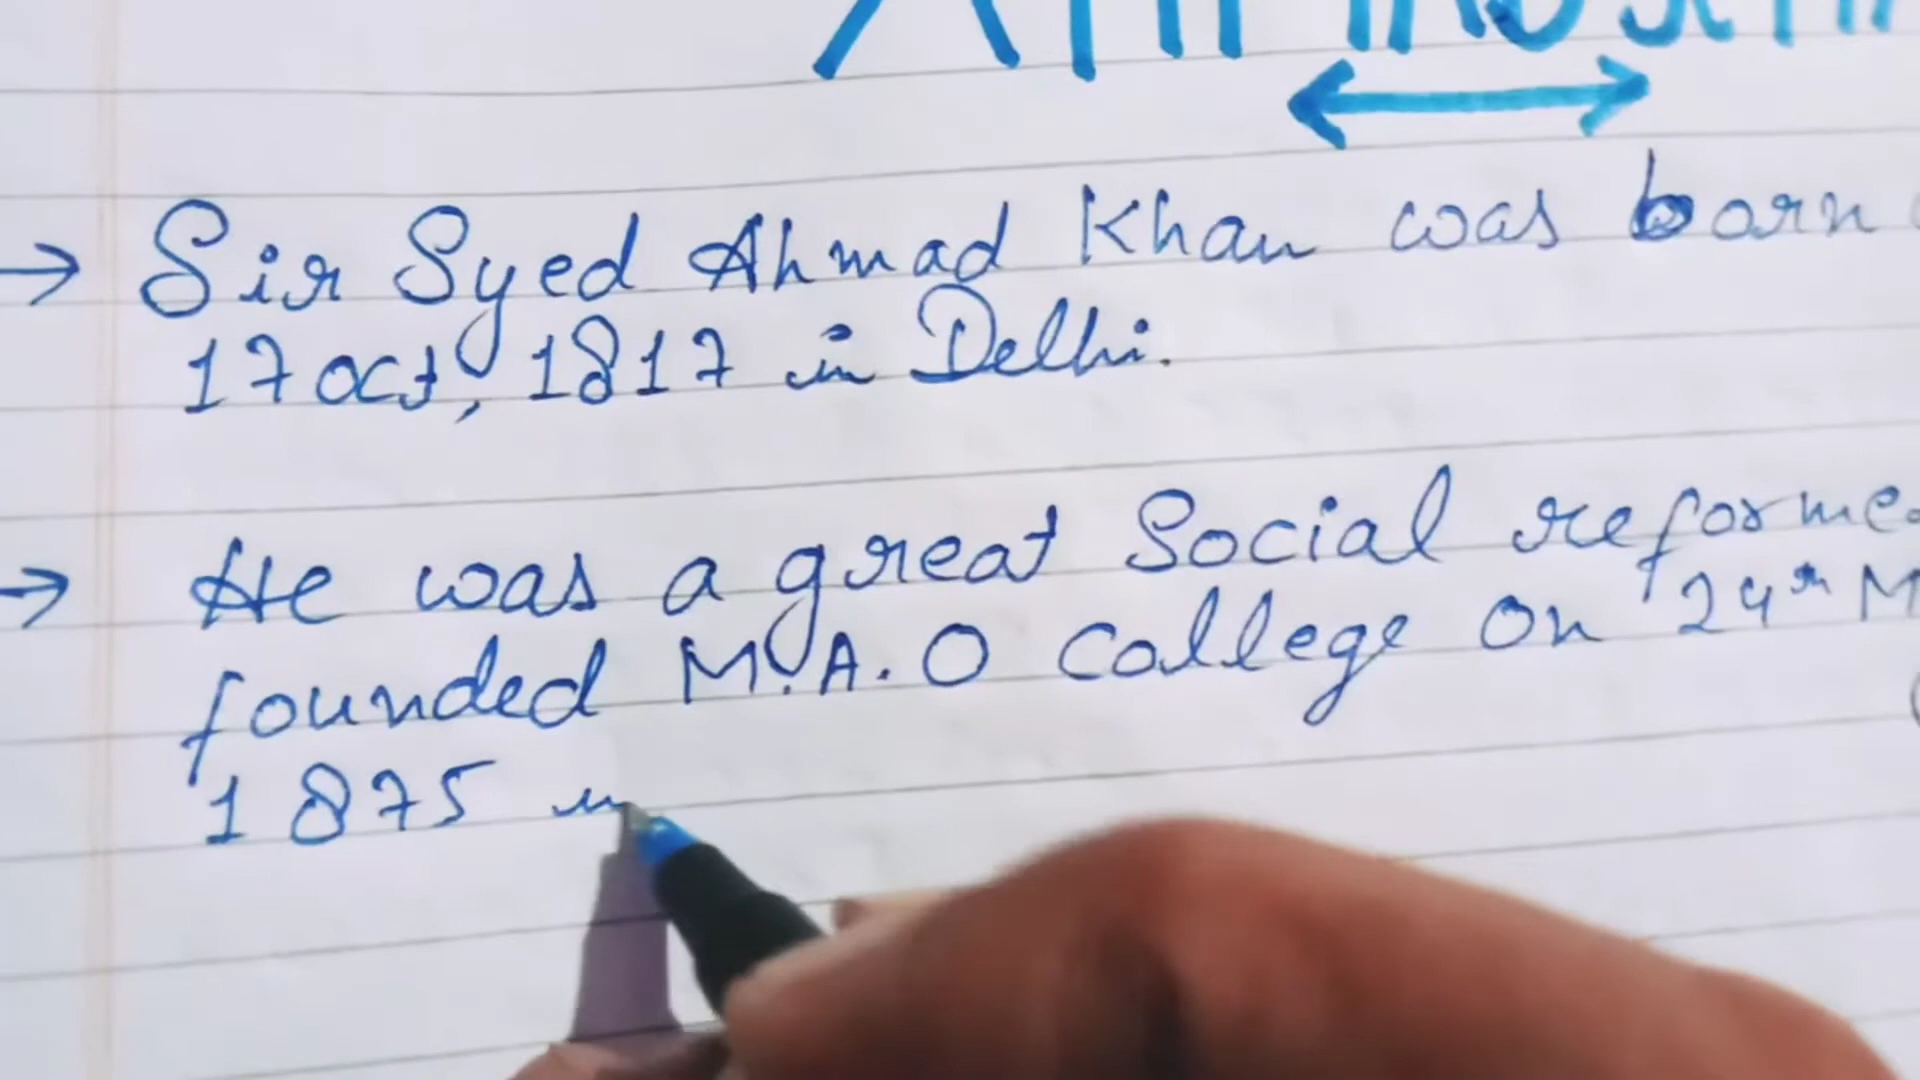 → Sir Syed Ahmad Khan was born
17 oct, 1817 in Delhi.
→ He was a great Social reforme
founded M.A.O College on 24th M
1875